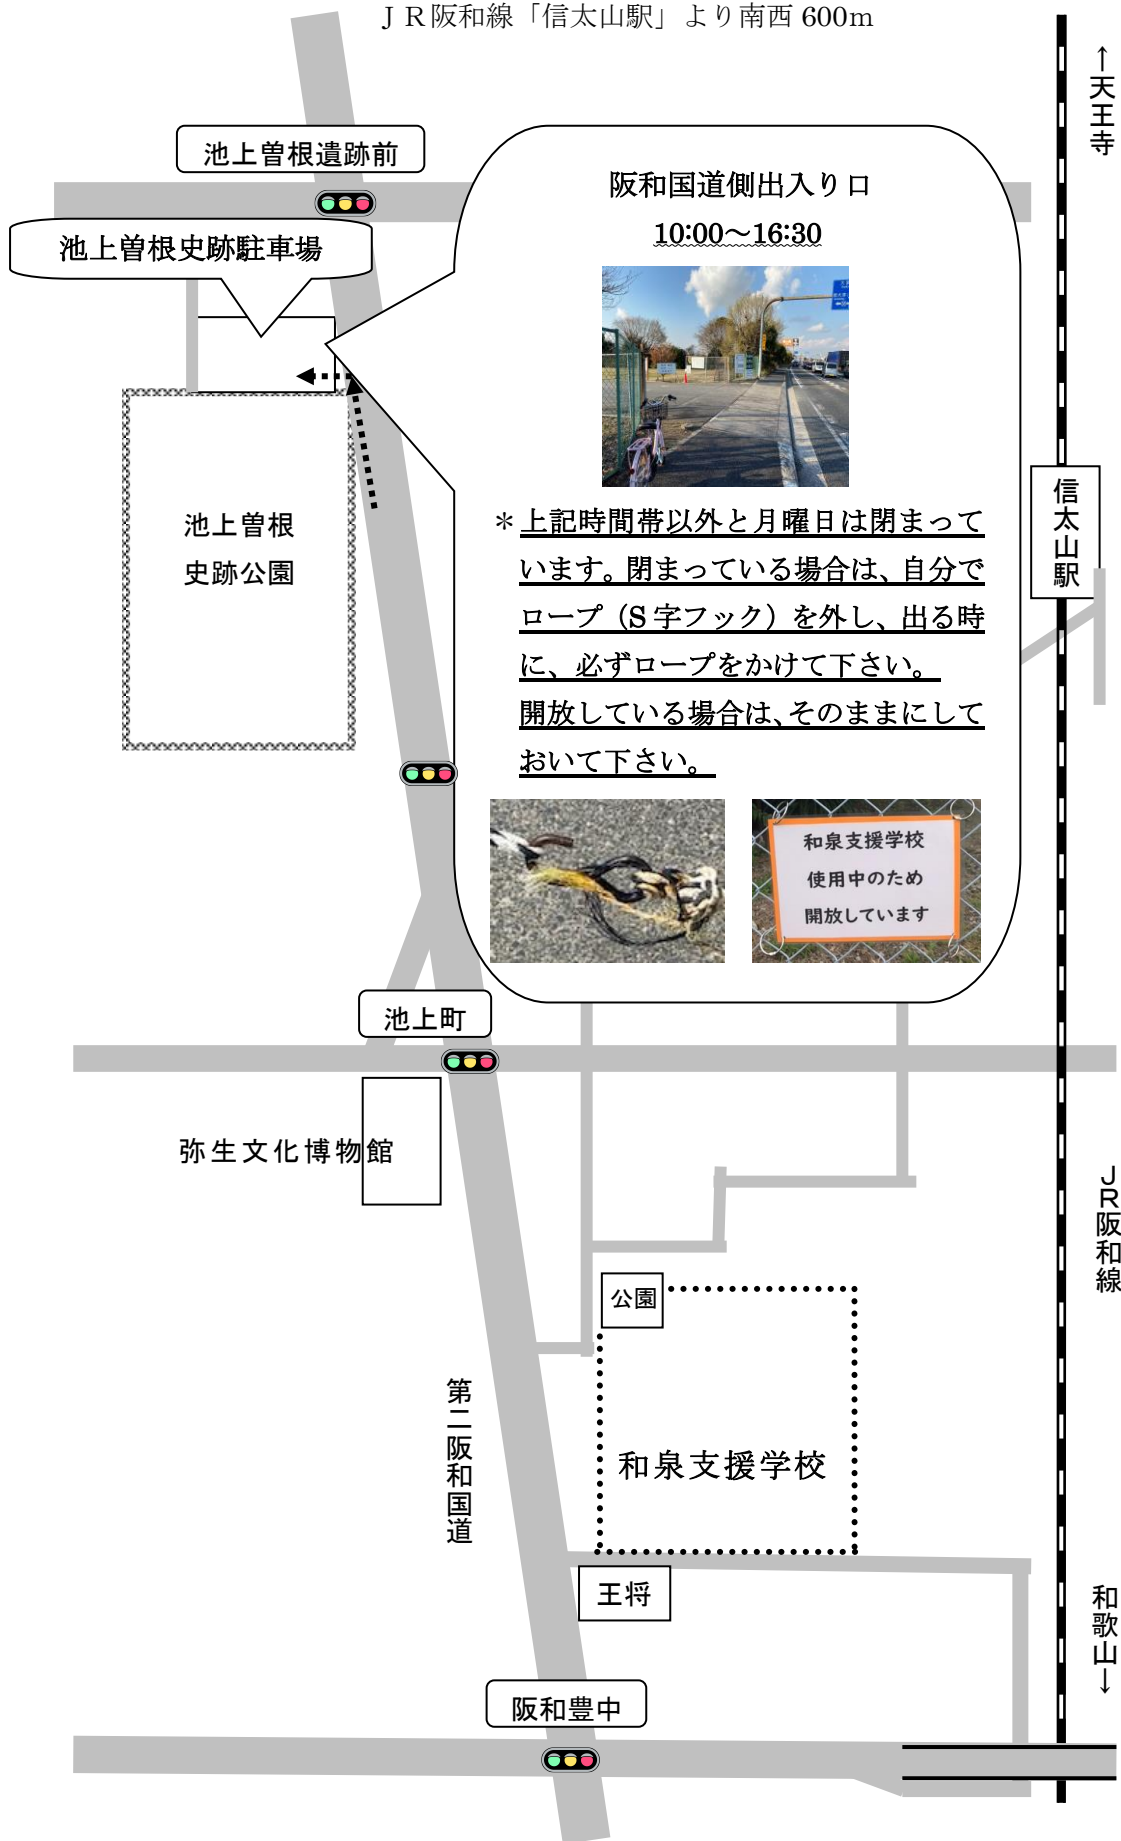 ＪＲ阪和線「信太山駅」より南西 600m
↑天王寺
池上曽根遺跡前
池上曽根史跡駐車場
阪和国道側出入り口
10:00～16:30
＊上記時間帯以外と月曜日は閉まって
います。閉まっている場合は、自分で
ロープ（S 字フック）を外し、出る時
に、必ずロープをかけて下さい。
開放している場合は、そのままにして
おいて下さい。
和泉支援学校
使用中のため
開放しています
池上曽根
史跡公園
信太山駅
池上町
弥生文化博物館
ＪＲ阪和線
公園
第二阪和国道
和泉支援学校
王将
和歌山↓
阪和豊中